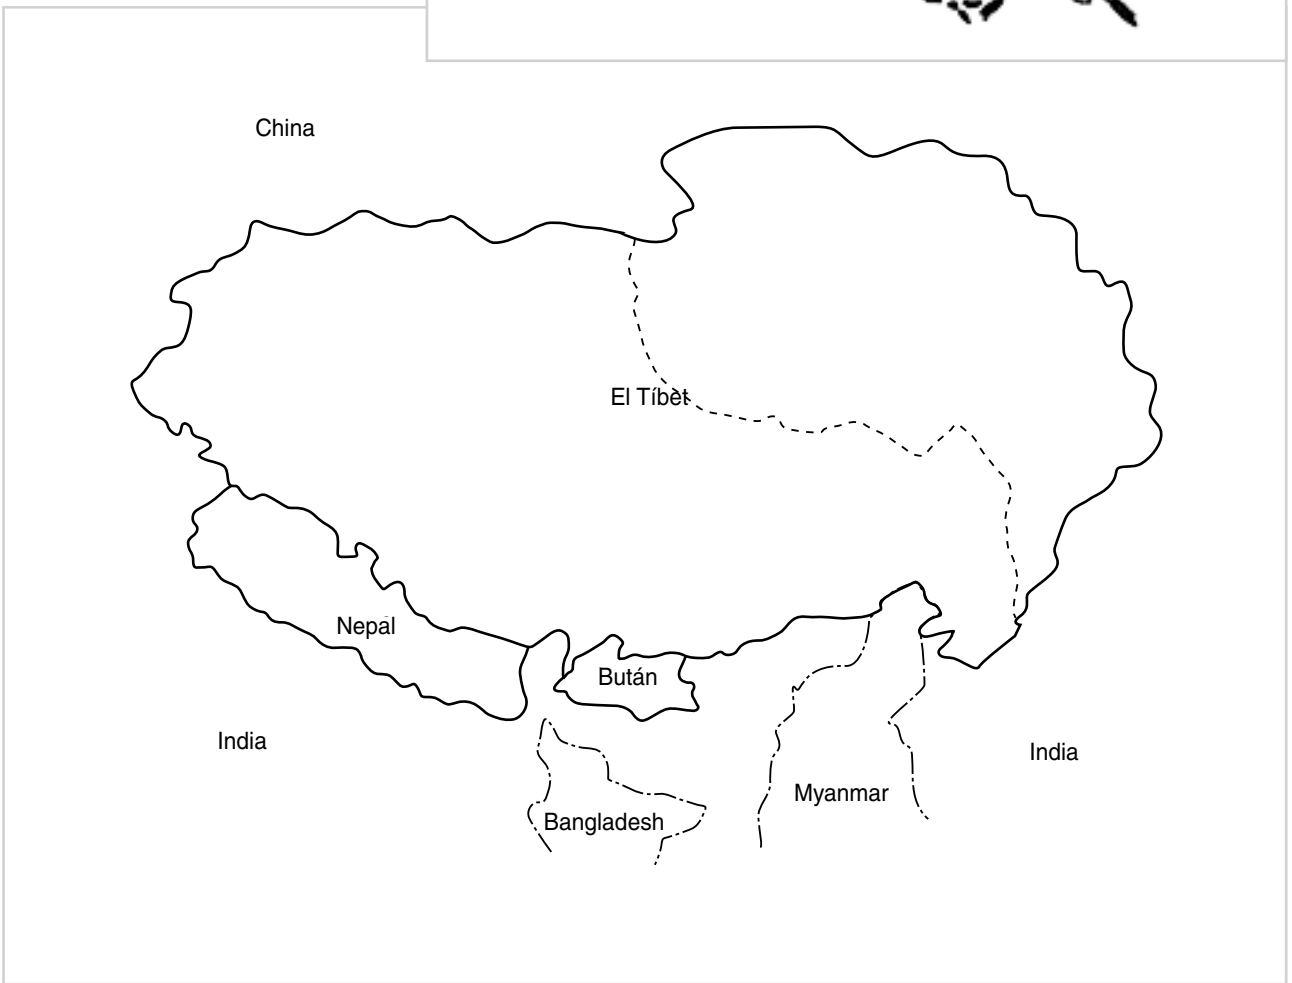 China
El Tíbet
Nepal
Bután
India
India
Myanmar
Bangladesh